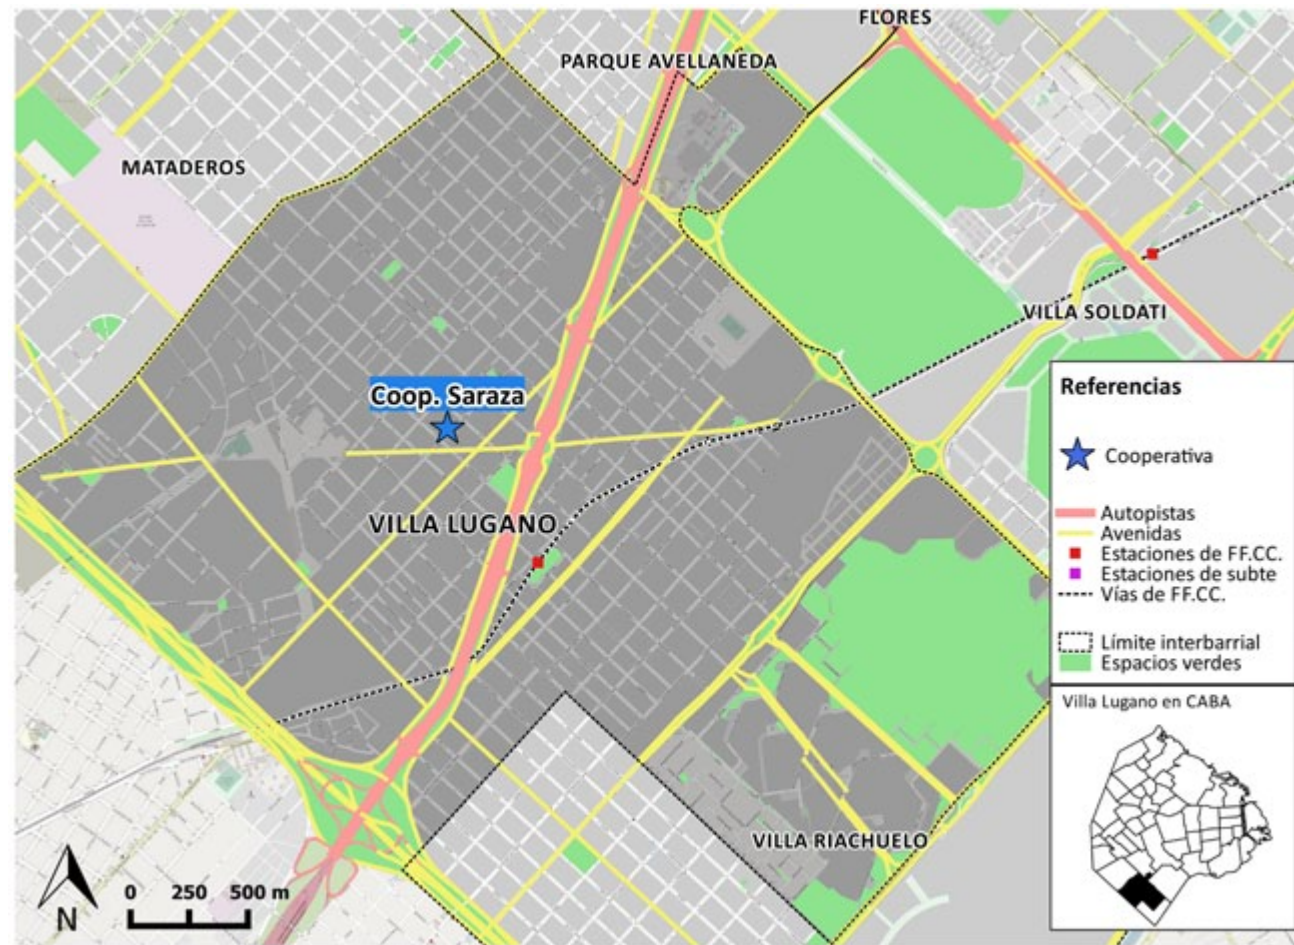 FLORES
PARQUE AVELLANEDA
MATADEROS
VILLA SOLDATI
Coop. Saraza
VILLA LUGANO
VILLA RIACHUELO
0 250 500 m
N
Referencias
Cooperativa
Autopistas
Avenidas
Estaciones de FF.CC.
Estaciones de subte
Vías de FF.CC.
Límite interbarrial
Espacios verdes
Villa Lugano en CABA